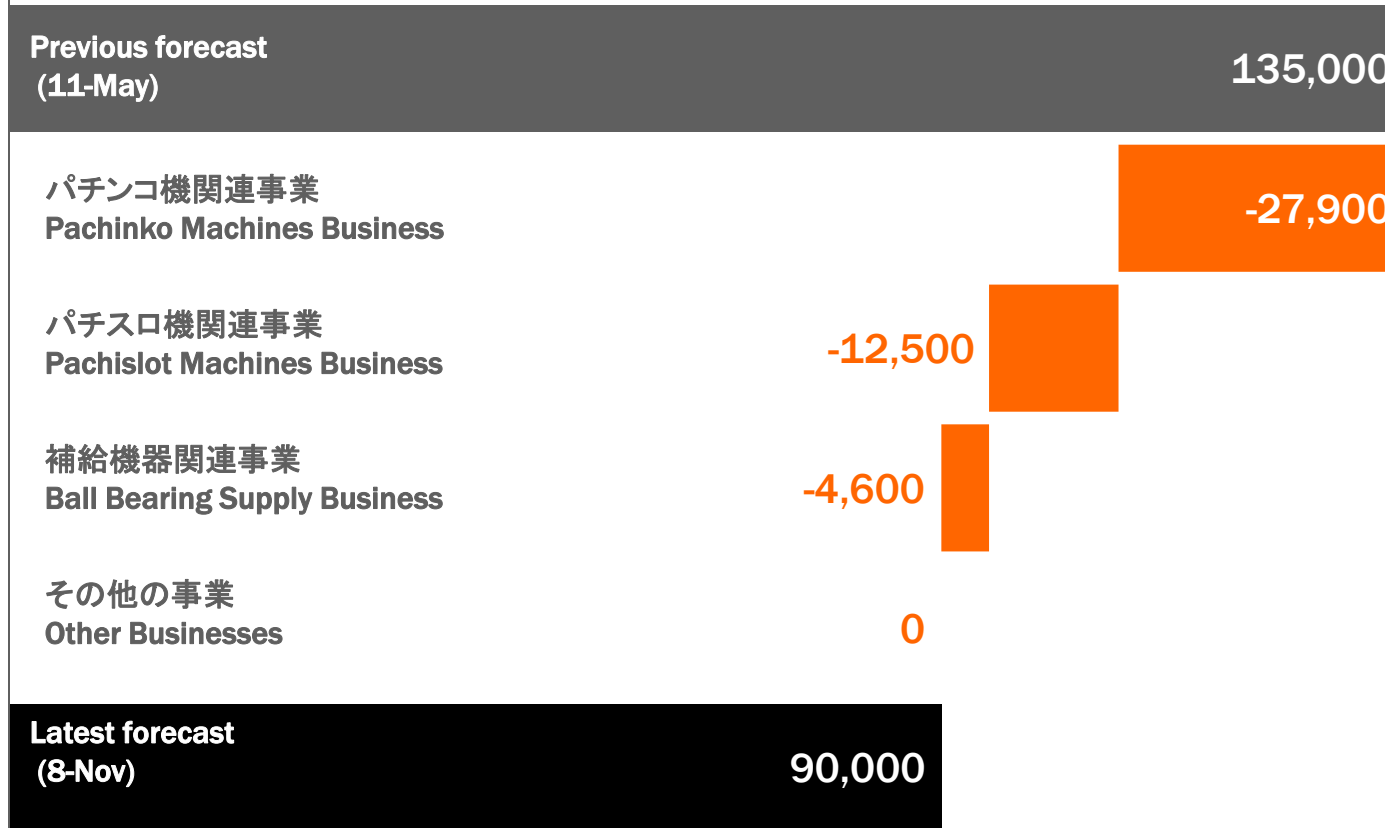 Previous forecast
(11-May)
135,000
パチンコ機関連事業
Pachinko Machines Business
-27,900
パチスロ機関連事業
Pachislot Machines Business
-12,500
補給機器関連事業
Ball Bearing Supply Business
-4,600
その他の事業
Other Businesses
0
Latest forecast
(8-Nov)
90,000